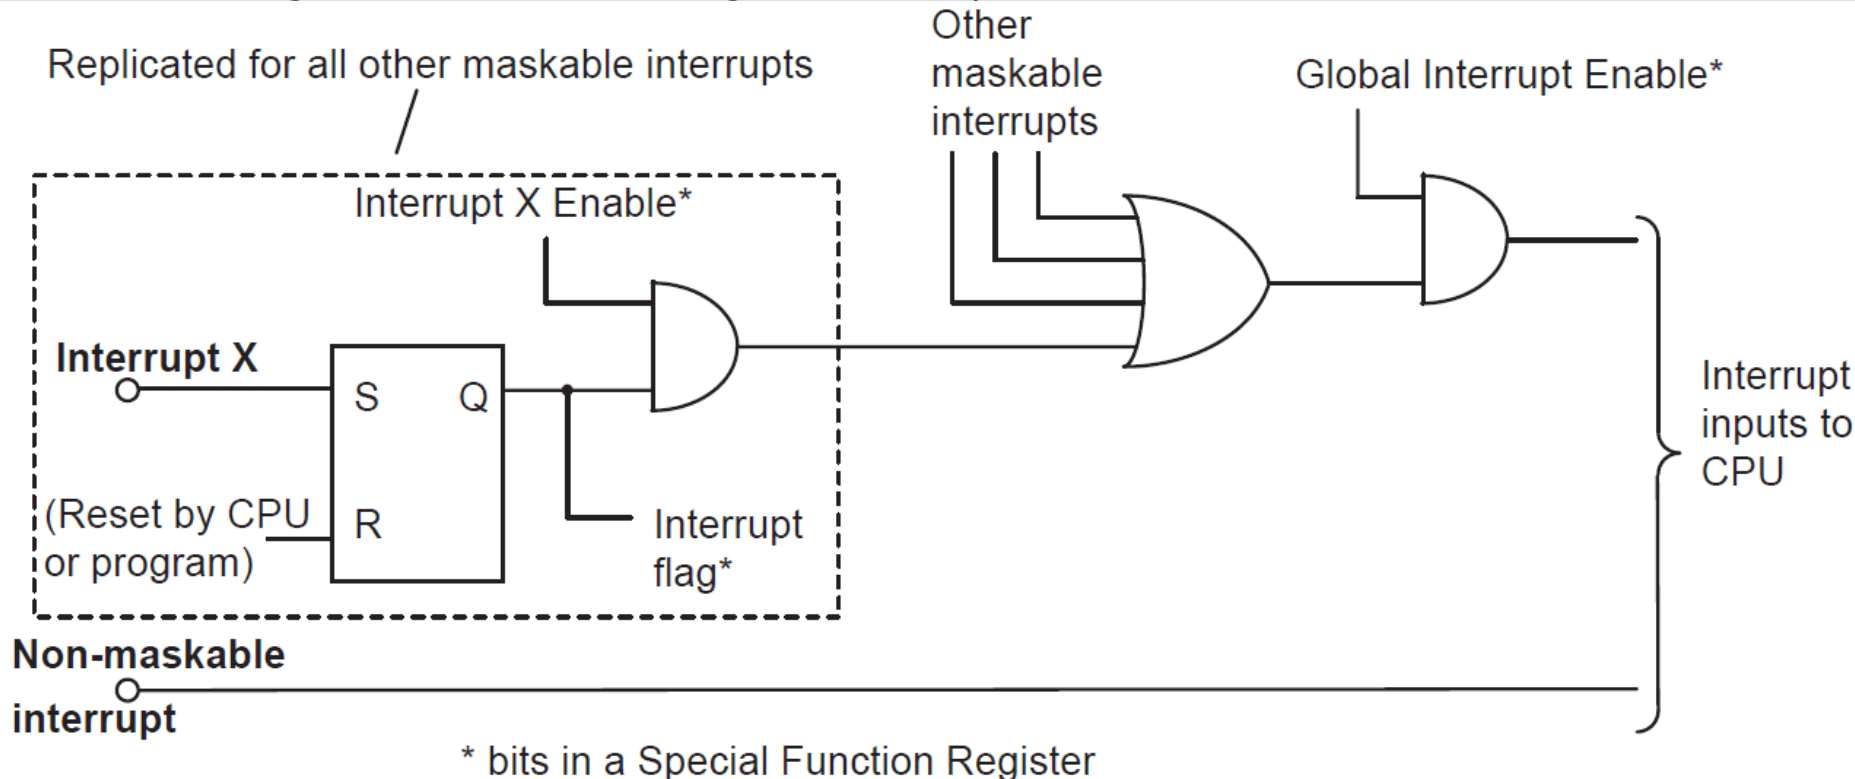 Replicated for all other maskable interrupts
Other
maskable
interrupts
Global Interrupt Enable*
Interrupt X Enable*
Interrupt X
S
Q
(Reset by CPU
or program)
R
Interrupt
flag*
Interrupt
inputs to
CPU
Non-maskable
interrupt
* bits in a Special Function Register